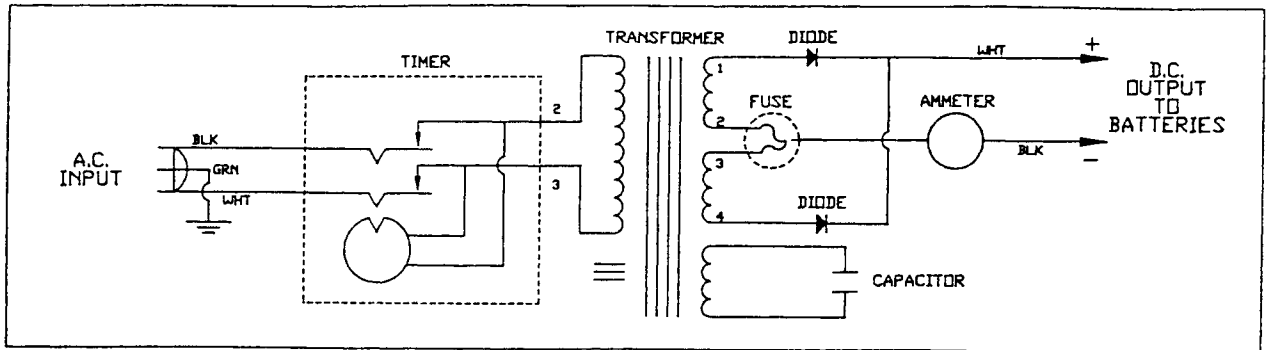 TRANSFORMER
DIODE
WHT
+
TIMER
1
D.C.
OUTPUT
TO
BATTERIES
FUSE
AMMETER
2
2
BLK
A.C.
INPUT
GRN
BLK
-
3
3
WHT
DIODE
4
CAPACITOR